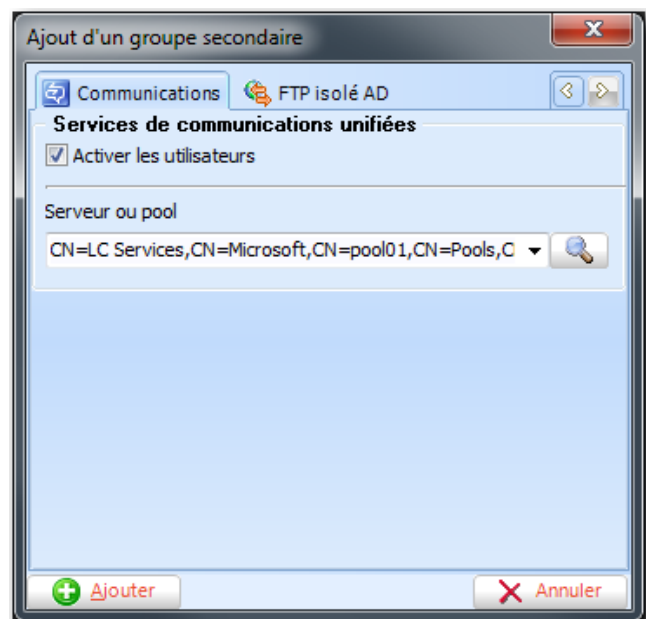 Ajout d'un groupe secondaire
Communications FTP isolé AD
Services de communications unifiées
Activer les utilisateurs
Serveur ou pool
CN=LC Services,CN=Microsoft,CN=pool01,CN=Pools,C
Ajouter Annuler